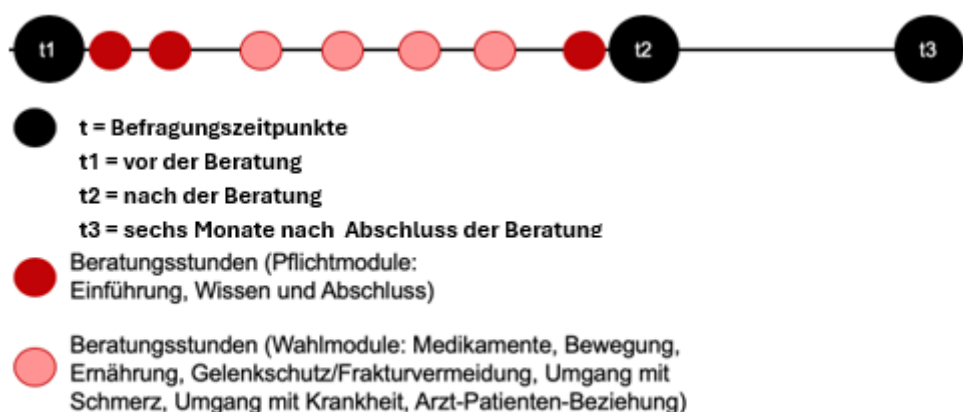 t1 t2 t3
t = Befragungszeitpunkte
t1 = vor der Beratung
t2 = nach der Beratung
t3 = sechs Monate nach Abschluss der Beratung
Beratungsstunden (Pflichtmodule:
Einführung, Wissen und Abschluss)
Beratungsstunden (Wahlmodule: Medikamente, Bewegung,
Ernährung, Gelenkschutz/Frakturvermeidung, Umgang mit
Schmerz, Umgang mit Krankheit, Arzt-Patienten-Beziehung)